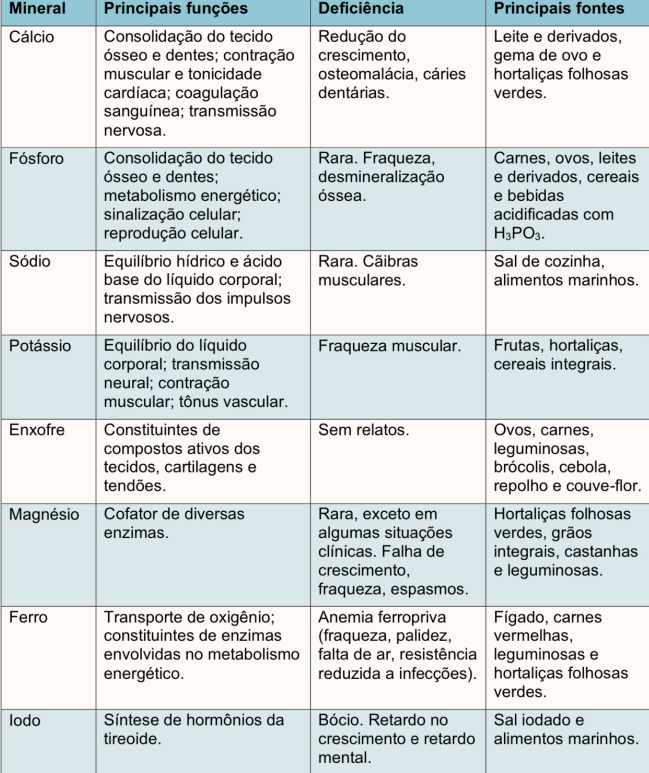 Mineral Principais funções Deficiência Principais fontes
Cálcio Consolidação do tecido Redução do Leite e derivados,
ósseo e dentes; contração crescimento, gema de ovo e
muscular e tonicidade osteomalácia, cáries hortaliças folhosas
cardíaca; coagulação dentárias. verdes.
sanguínea; transmissão
nervosa.
Fósforo Consolidação do tecido Rara. Fraqueza, Carnes, ovos, leites
ósseo e dentes; desmineralização e derivados, cereais
metabolismo energético; óssea. e bebidas
sinalização celular; acidificadas com
reprodução celular. H₃PO₃.
Sódio Equilíbrio hídrico e ácido Rara. Cãibras Sal de cozinha,
base do líquido corporal; musculares. alimentos marinhos.
transmissão dos impulsos
nervosos.
Potássio Equilíbrio do líquido Fraqueza muscular. Frutas, hortaliças,
corporal; transmissão cereais integrais.
neural; contração
muscular; tônus vascular.
Enxofre Constituintes de Sem relatos. Ovos, carnes,
compostos ativos dos leguminosas,
tecidos, cartilagens e brócolis, cebola,
tendões. repolho e couve-flor.
Magnésio Cofator de diversas Rara, exceto em Hortaliças folhosas
enzimas. algumas situações verdes, grãos
clínicas. Falha de integrais, castanhas
crescimento, e leguminosas.
fraqueza, espasmos.
Ferro Transporte de oxigênio; Anemia ferropriva Fígado, carnes
constituintes de enzimas (fraqueza, palidez, vermelhas,
envolvidas no metabolismo falta de ar, resistência leguminosas e
energético. reduzida a infecções). hortaliças folhosas
verdes.
Iodo Síntese de hormônios da Bócio. Retardo no Sal iodado e
tireoide. crescimento e retardo alimentos marinhos.
mental.